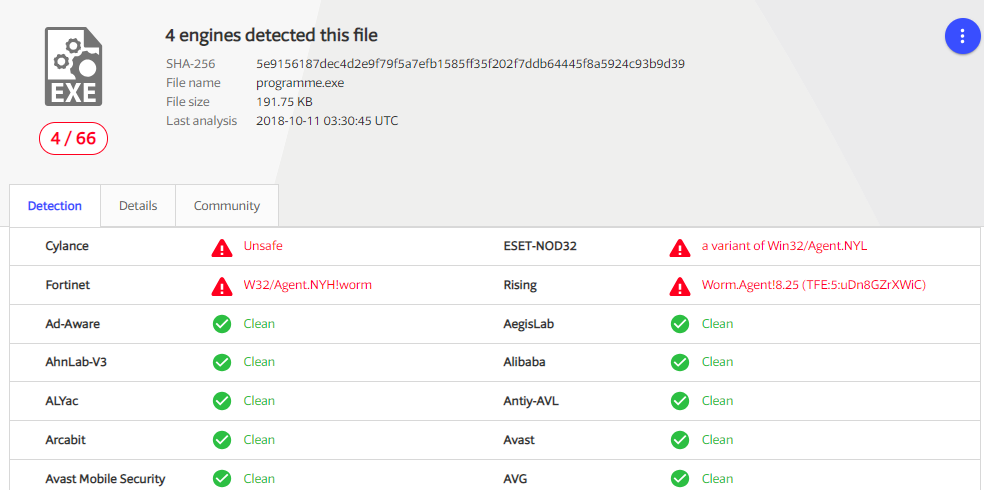 4 engines detected this file
SHA-256 5e9156187dec4d2e9f79f5a7efb1585ff35f202f7ddb64445f8a5924c93b9d39
File name programme.exe
File size 191.75 KB
Last analysis 2018-10-11 03:30:45 UTC
EXE
4 / 66
Detection Details Community
Cylance Unsafe ESET-NOD32 a variant of Win32/Agent.NYL
Fortinet W32/Agent.NYH!worm Rising Worm.Agent!8.25 (TFE:5:uDn8GZrXWiC)
Ad-Aware Clean AegisLab Clean
AhnLab-V3 Clean Alibaba Clean
ALYac Clean Antiy-AVL Clean
Arcabit Clean Avast Clean
Avast Mobile Security Clean AVG Clean